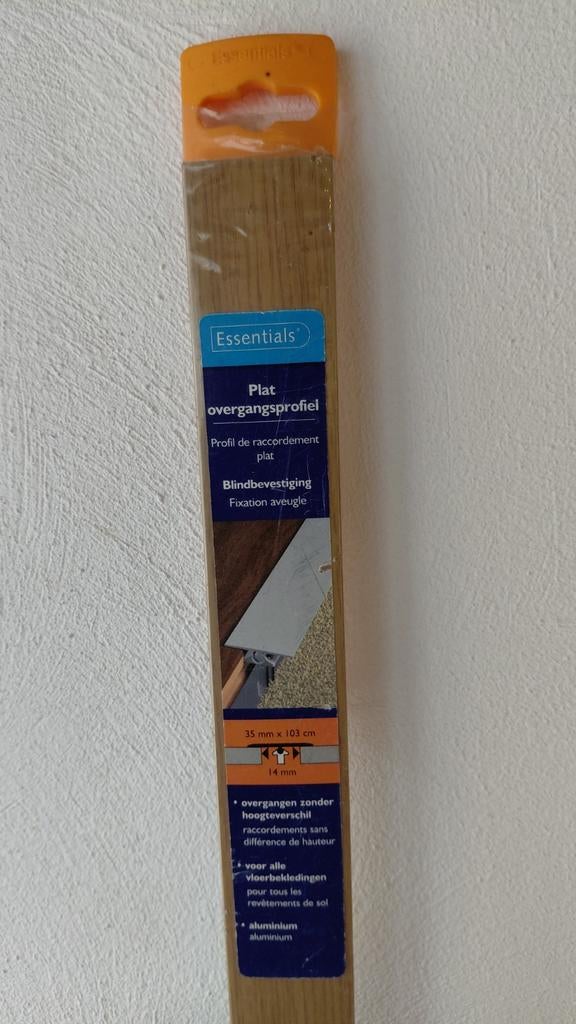 Essentials
Essentials
Plat
overgangsprofiel
Profil de raccordement
plat
Blindbevestiging
Fixation aveugle
35 mm x 103 cm
14 mm
• overgangen zonder
hoogteverschil
raccordements sans
différence de hauteur
• voor alle
vloerbekledingen
pour tous les
revêtements de sol
• aluminium
aluminium